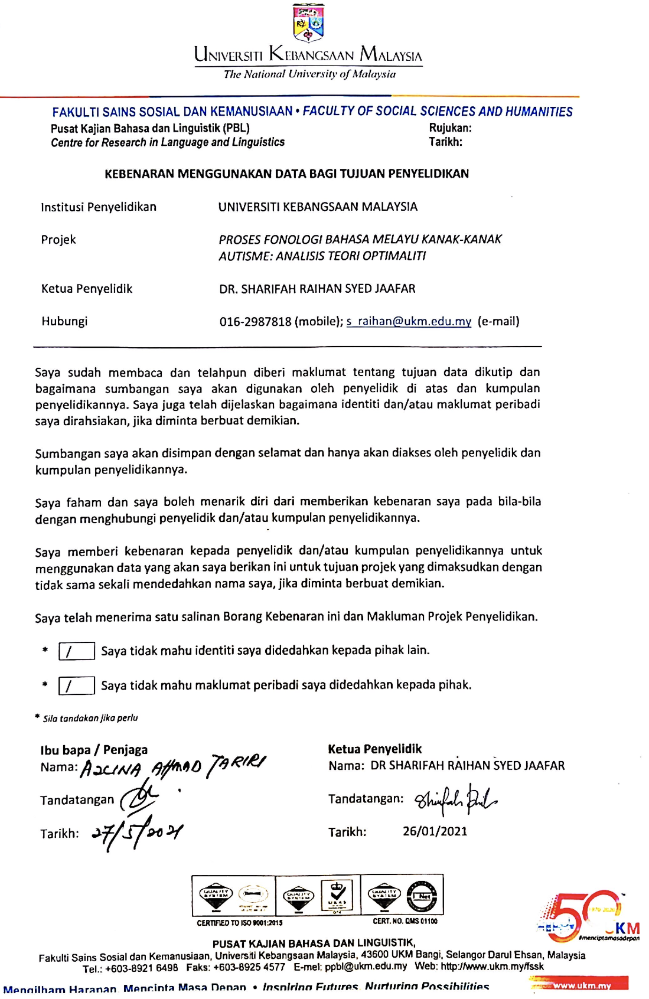 UNIVERSITI KEBANGSAAN MALAYSIA
The National University of Malaysia
FAKULTI SAINS SOSIAL DAN KEMANUSIAAN • FACULTY OF SOCIAL SCIENCES AND HUMANITIES
Pusat Kajian Bahasa dan Linguistik (PBL) Rujukan:
Centre for Research in Language and Linguistics Tarikh:
KEBENARAN MENGGUNAKAN DATA BAGI TUJUAN PENYELIDIKAN
Institusi Penyelidikan UNIVERSITI KEBANGSAAN MALAYSIA
Projek PROSES FONOLOGI BAHASA MELAYU KANAK-KANAK
AUTISME: ANALISIS TEORI OPTIMALITI
Ketua Penyelidik DR. SHARIFAH RAIHAN SYED JAAFAR
Hubungi 016-2987818 (mobile); s_raihan@ukm.edu.my (e-mail)
Saya sudah membaca dan telahpun diberi maklumat tentang tujuan data dikutip dan
bagaimana sumbangan saya akan digunakan oleh penyelidik di atas dan kumpulan
penyelidikannya. Saya juga telah dijelaskan bagaimana identiti dan/atau maklumat peribadi
saya dirahsiakan, jika diminta berbuat demikian.
Sumbangan saya akan disimpan dengan selamat dan hanya akan diakses oleh penyelidik dan
kumpulan penyelidikannya.
Saya faham dan saya boleh menarik diri dari memberikan kebenaran saya pada bila-bila
dengan menghubungi penyelidik dan/atau kumpulan penyelidikannya.
Saya memberi kebenaran kepada penyelidik dan/atau kumpulan penyelidikannya untuk
menggunakan data yang akan saya berikan ini untuk tujuan projek yang dimaksudkan dengan
tidak sama sekali mendedahkan nama saya, jika diminta berbuat demikian.
Saya telah menerima satu salinan Borang Kebenaran ini dan Makluman Projek Penyelidikan.
* / Saya tidak mahu identiti saya didedahkan kepada pihak lain.
* / Saya tidak mahu maklumat peribadi saya didedahkan kepada pihak.
* Sila tandakan jika perlu
Ibu bapa / Penjaga Ketua Penyelidik
Nama: AZLINA AHMAD TARIRI Nama: DR SHARIFAH RAIHAN SYED JAAFAR
Tandatangan Tandatangan:
Tarikh: 27/5/2021 Tarikh: 26/01/2021
QUALITY SYSTEM QUALITY SYSTEM UKAS QUALITY SYSTEM I Net
CERTIFIED TO ISO 9001:2015 CERT. NO. QMS 01100
50 UKM
#menciptamasadepan
PUSAT KAJIAN BAHASA DAN LINGUISTIK,
Fakulti Sains Sosial dan Kemanusiaan, Universiti Kebangsaan Malaysia, 43600 UKM Bangi, Selangor Darul Ehsan, Malaysia
Tel.: +603-8921 6498 Faks: +603-8925 4577 E-mel: ppbl@ukm.edu.my Web: http://www.ukm.my/fssk
Mengilham Harapan, Mencipta Masa Depan • Inspiring Futures, Nurturing Possibilities
www.ukm.my